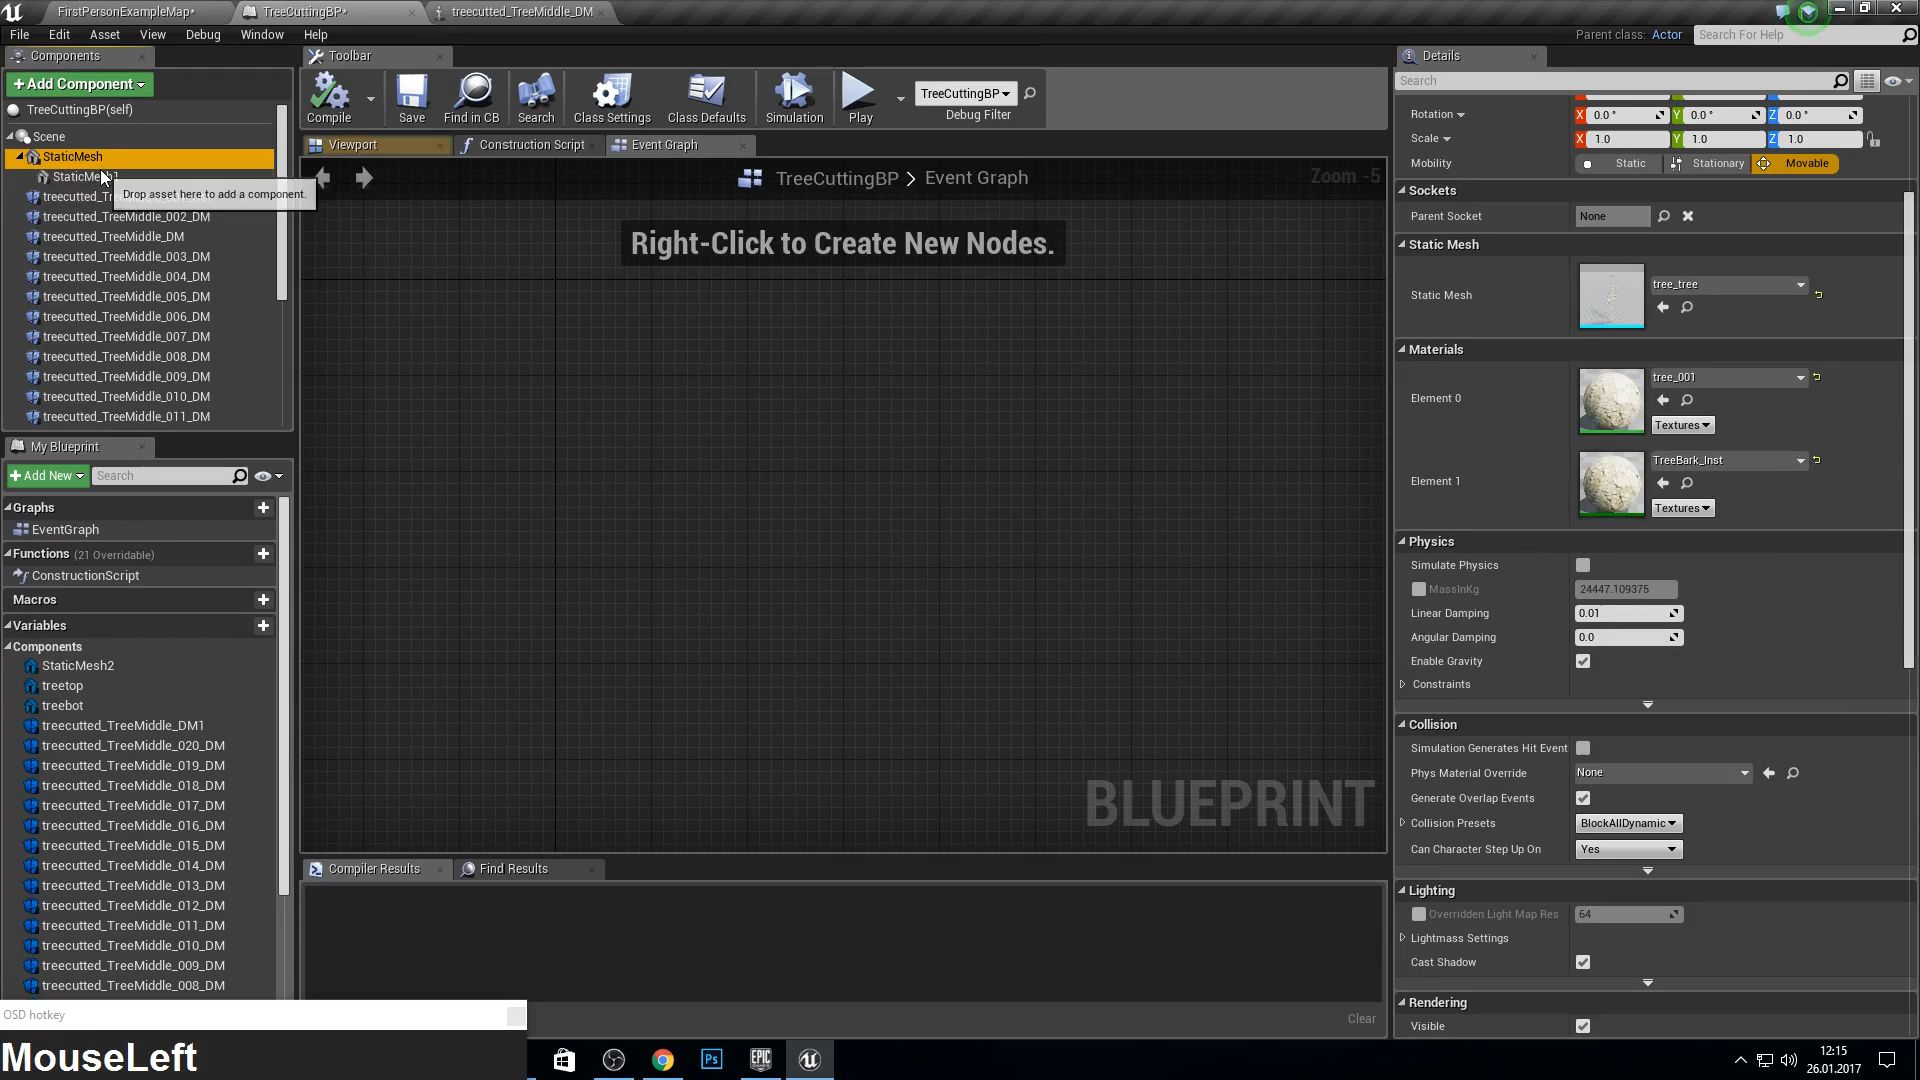 FirstPersonExampleMap*
TreeCuttingBP*
treecutted_TreeMiddle_DM
File Edit Asset View Debug Window Help
Parent class: Actor
Search For Help
Components
+Add Component
TreeCuttingBP(self)
Scene
StaticMesh
Drop asset here to add a component.
treecutted_TreeMiddle_002_DM
treecutted_TreeMiddle_DM
treecutted_TreeMiddle_003_DM
treecutted_TreeMiddle_004_DM
treecutted_TreeMiddle_005_DM
treecutted_TreeMiddle_006_DM
treecutted_TreeMiddle_007_DM
treecutted_TreeMiddle_008_DM
treecutted_TreeMiddle_009_DM
treecutted_TreeMiddle_010_DM
treecutted_TreeMiddle_011_DM
My Blueprint
+Add New
Search
Graphs
EventGraph
Functions (21 Overridable)
ConstructionScript
Macros
Variables
Components
StaticMesh2
treetop
treebot
treecutted_TreeMiddle_DM1
treecutted_TreeMiddle_020_DM
treecutted_TreeMiddle_019_DM
treecutted_TreeMiddle_018_DM
treecutted_TreeMiddle_017_DM
treecutted_TreeMiddle_016_DM
treecutted_TreeMiddle_015_DM
treecutted_TreeMiddle_014_DM
treecutted_TreeMiddle_013_DM
treecutted_TreeMiddle_012_DM
treecutted_TreeMiddle_011_DM
treecutted_TreeMiddle_010_DM
treecutted_TreeMiddle_009_DM
treecutted_TreeMiddle_008_DM
OSD hotkey
MouseLeft
Toolbar
Compile
Save
Find in CB
Search
Class Settings
Class Defaults
Simulation
Play
TreeCuttingBP
Debug Filter
Viewport
Construction Script
Event Graph
TreeCuttingBP > Event Graph
Zoom -5
Right-Click to Create New Nodes.
BLUEPRINT
Compiler Results
Find Results
Clear
Details
Search
Rotation X 0.0 ° Y 0.0 ° Z 0.0 °
Scale X 1.0 Y 1.0 Z 1.0
Mobility Static Stationary Movable
Sockets
Parent Socket None
Static Mesh
Static Mesh tree_tree
Materials
Element 0 tree_001
Textures
Element 1 TreeBark_Inst
Textures
Physics
Simulate Physics
MassInKg 24447.109375
Linear Damping 0.01
Angular Damping 0.0
Enable Gravity
Constraints
Collision
Simulation Generates Hit Event
Phys Material Override None
Generate Overlap Events
Collision Presets BlockAllDynamic
Can Character Step Up On Yes
Lighting
Overridden Light Map Res 64
Lightmass Settings
Cast Shadow
Rendering
Visible
Ps
EPIC
GAMES
12:15
26.01.2017